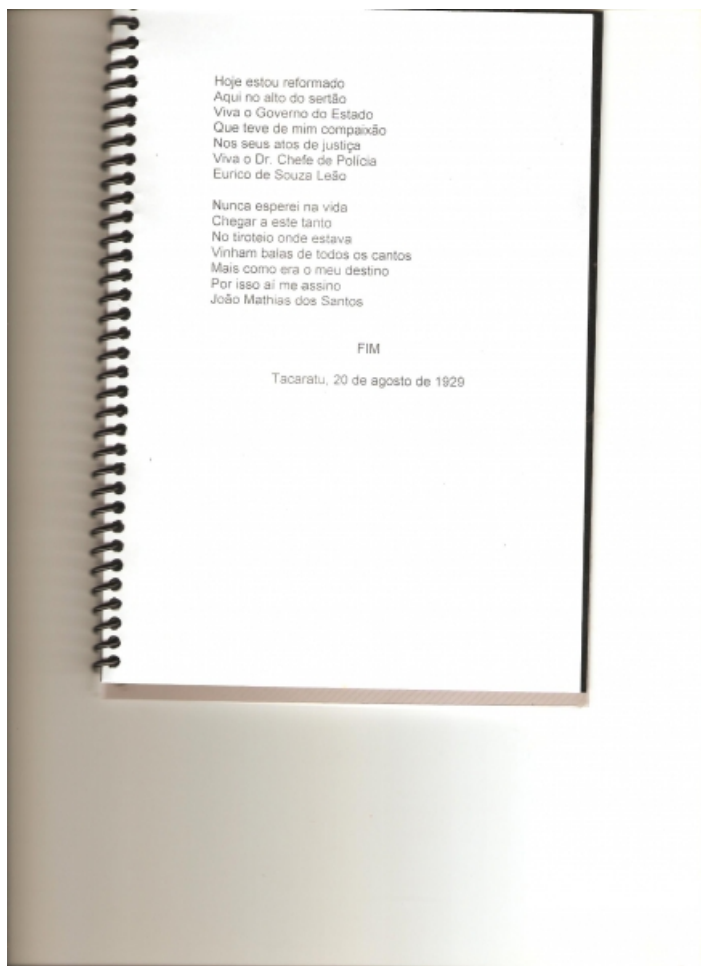 Hoje estou reformado
Aqui no alto do sertão
Viva o Governo do Estado
Que teve de mim compaixão
Nos seus atos de justiça
Viva o Dr. Chefe de Polícia
Eurico de Souza Leão
Nunca esperei na vida
Chegar a este tanto
No tiroteio onde estava
Vinham balas de todos os cantos
Mais como era o meu destino
Por isso aí me assino
João Mathias dos Santos
FIM
Tacaratu, 20 de agosto de 1929